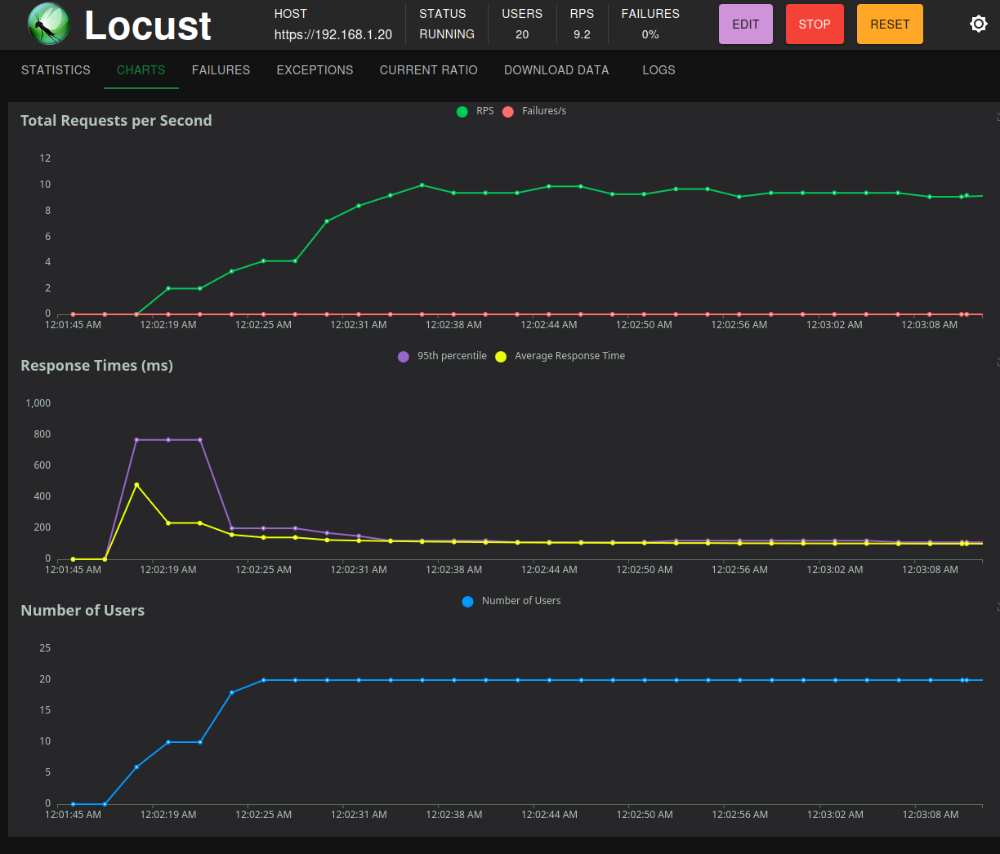 Locust
HOST
https://192.168.1.20
STATUS
RUNNING
USERS
20
RPS
9.2
FAILURES
0%
EDIT
STOP
RESET
STATISTICS CHARTS FAILURES EXCEPTIONS CURRENT RATIO DOWNLOAD DATA LOGS
Total Requests per Second
RPS Failures/s
12
10
8
6
4
2
0
12:01:45 AM 12:02:19 AM 12:02:25 AM 12:02:31 AM 12:02:38 AM 12:02:44 AM 12:02:50 AM 12:02:56 AM 12:03:02 AM 12:03:08 AM
Response Times (ms)
95th percentile Average Response Time
1,000
800
600
400
200
0
12:01:45 AM 12:02:19 AM 12:02:25 AM 12:02:31 AM 12:02:38 AM 12:02:44 AM 12:02:50 AM 12:02:56 AM 12:03:02 AM 12:03:08 AM
Number of Users
Number of Users
25
20
15
10
5
0
12:01:45 AM 12:02:19 AM 12:02:25 AM 12:02:31 AM 12:02:38 AM 12:02:44 AM 12:02:50 AM 12:02:56 AM 12:03:02 AM 12:03:08 AM